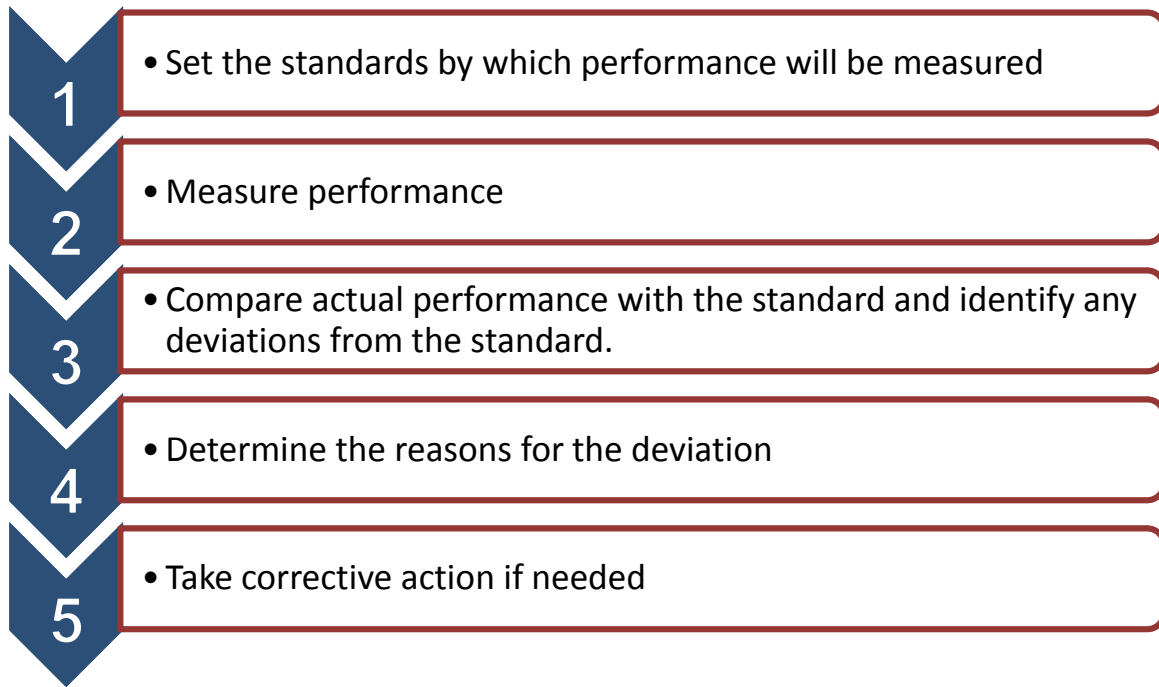 1
• Set the standards by which performance will be measured
2
• Measure performance
3
• Compare actual performance with the standard and identify any
deviations from the standard.
4
• Determine the reasons for the deviation
5
• Take corrective action if needed